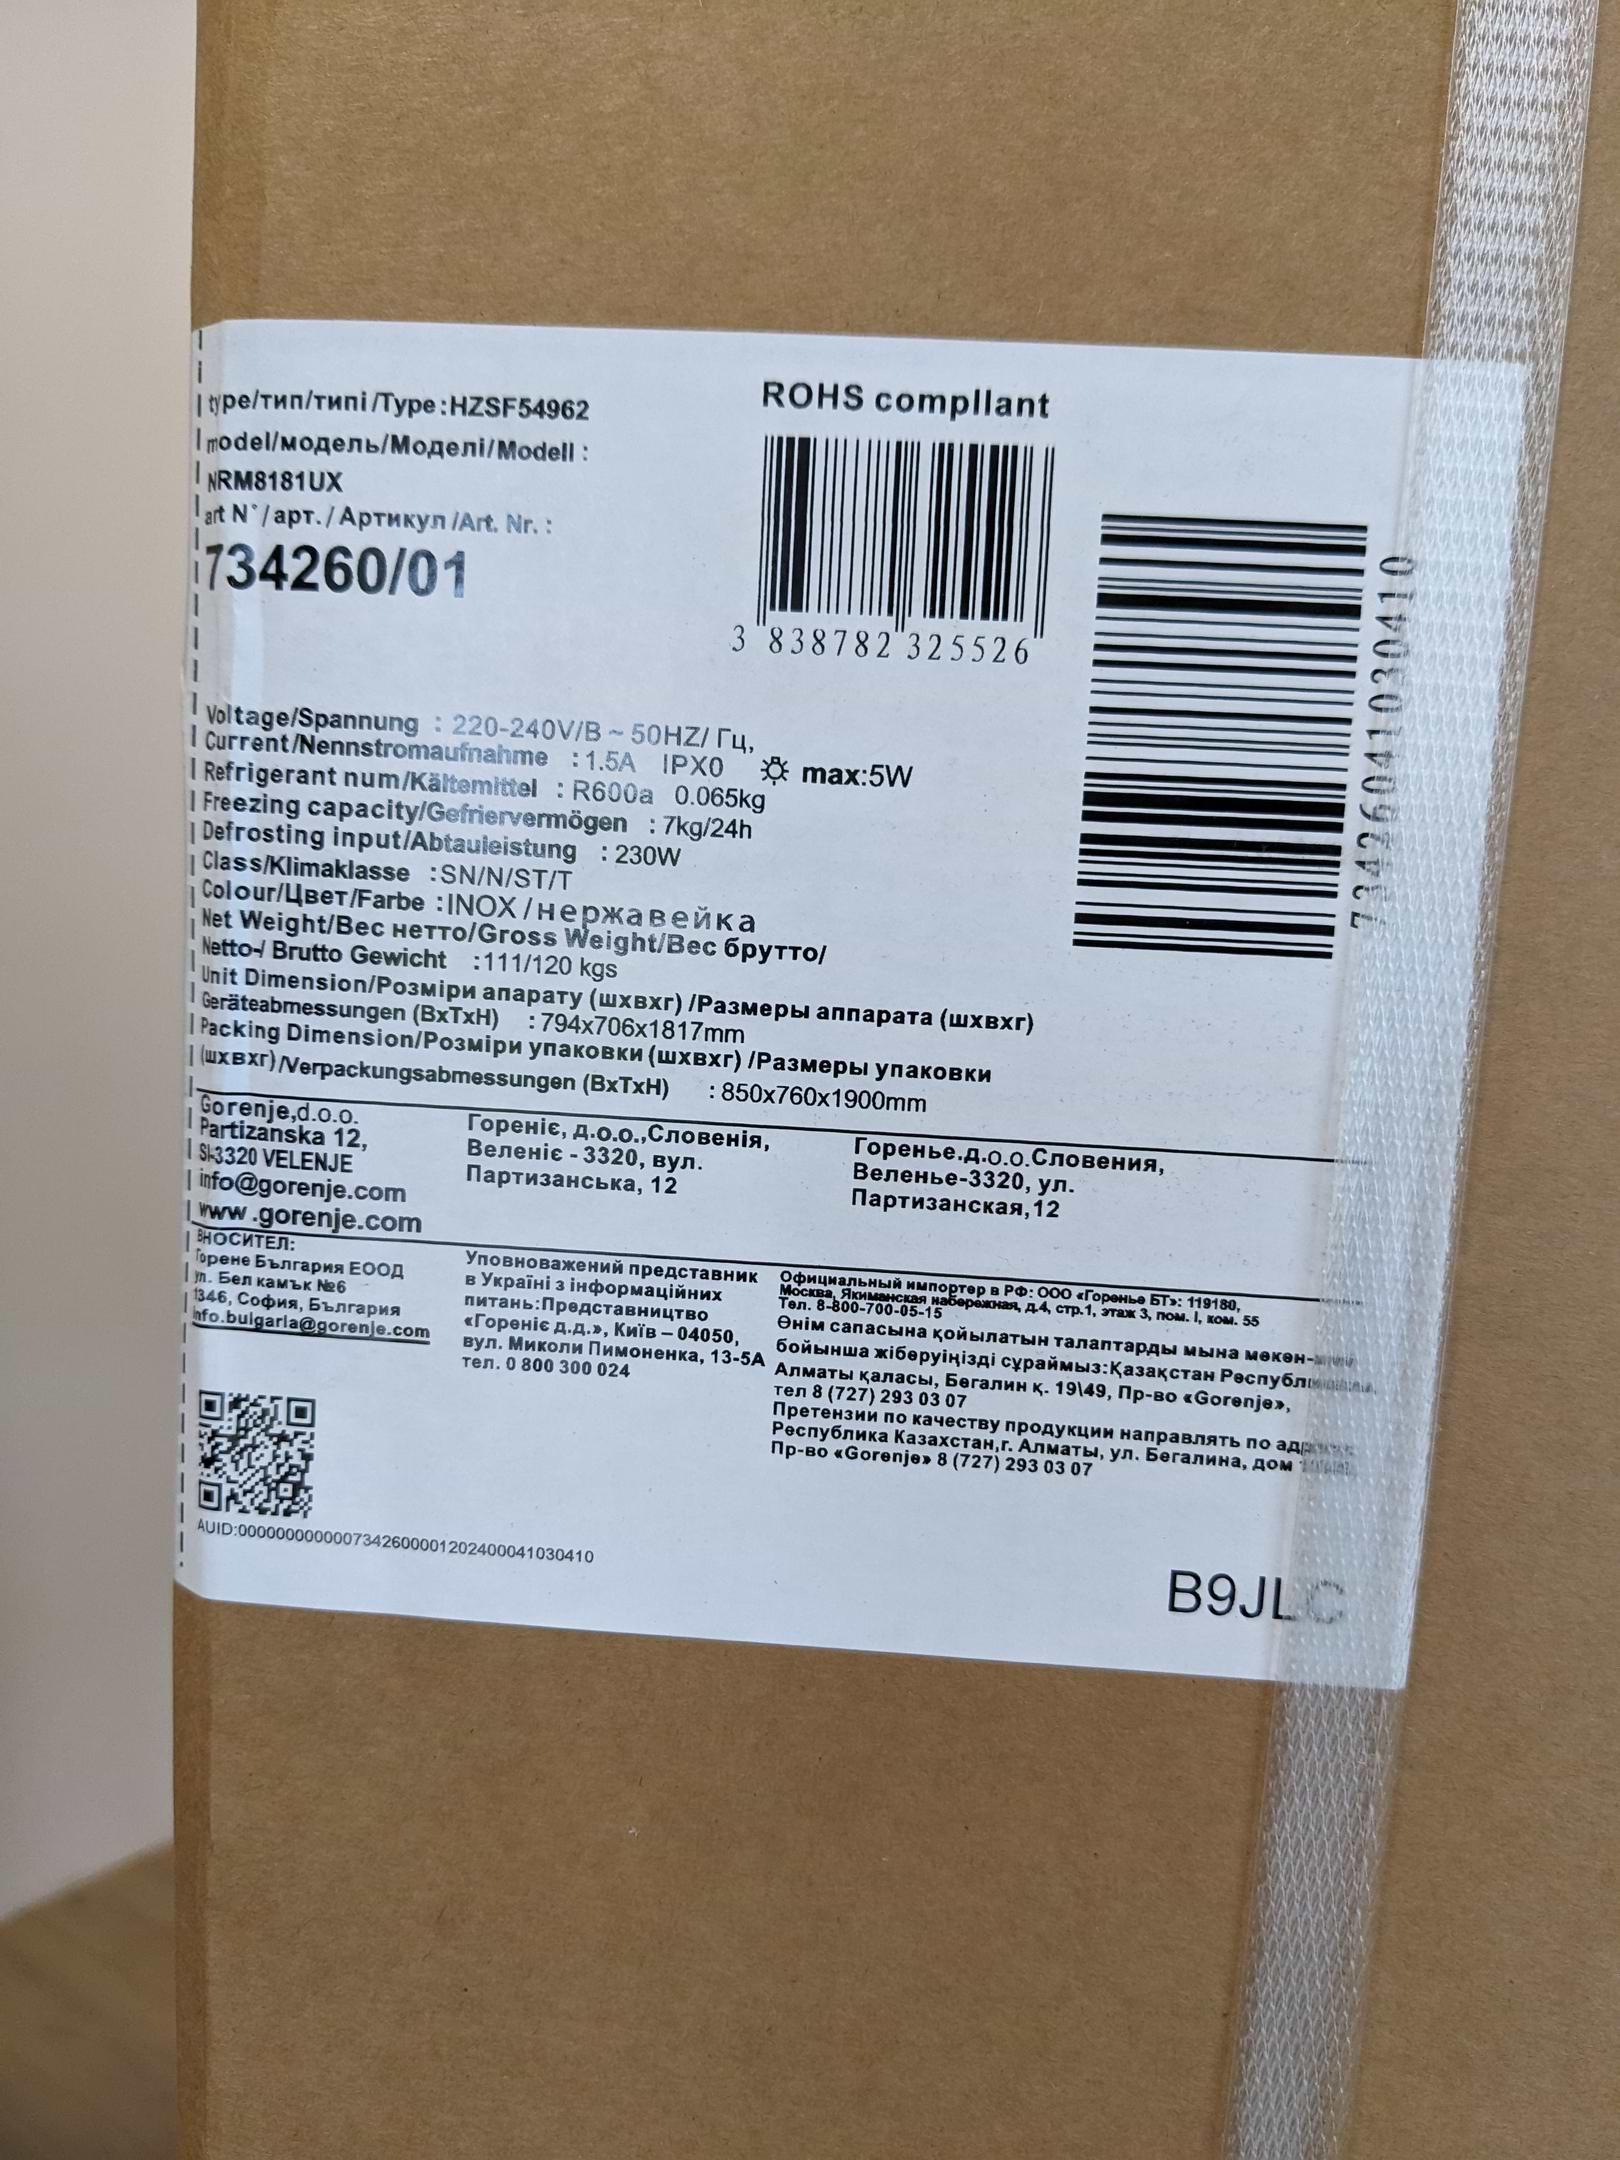 type/тип/типі/Type:HZSF54962
model/модель/Моделі/Modell :
NRM8181UX
art N°/арт./Артикул/Art. Nr. :
734260/01
ROHS compliant
3 838782 325526
73426041030410
Voltage/Spannung : 220-240V/B ~ 50HZ/Гц,
Current/Nennstromaufnahme : 1.5A IPX0 max:5W
Refrigerant num/Kältemittel : R600a 0.065kg
Freezing capacity/Gefriervermögen : 7kg/24h
Defrosting input/Abtauleistung : 230W
Class/Klimaklasse :SN/N/ST/T
Colour/Цвет/Farbe :INOX/нержавейка
Net Weight/Вес нетто/Gross Weight/Вес брутто/
Netto-/ Brutto Gewicht :111/120 kgs
Unit Dimension/Розміри апарату (шхвхг) /Размеры аппарата (шхвхг)
Geräteabmessungen (BxTxH) : 794x706x1817mm
Packing Dimension/Розміри упаковки (шхвхг) /Размеры упаковки
(шхвхг)/Verpackungsabmessungen (BxTxH) : 850x760x1900mm
Gorenje,d.o.o.
Partizanska 12,
SI-3320 VELENJE
info@gorenje.com
www.gorenje.com
Гореніє, д.о.о.,Словенія,
Веленіє - 3320, вул.
Партизанська, 12
Горенье.д.о.о.Словения,
Веленье-3320, ул.
Партизанская,12
ВНОСИТЕЛ:
Горене България ЕООД
ул. Бел камък №6
1346, София, България
info.bulgaria@gorenje.com
Уповноважений представник
в Україні з інформаційних
питань:Представництво
«Гореніє д.д.», Київ – 04050,
вул. Миколи Пимоненка, 13-5А
тел. 0 800 300 024
Официальный импортер в РФ: ООО «Горенье БТ»: 119180,
Москва, Якиманская набережная, д.4, стр.1, этаж 3, пом. I, ком. 55
Тел. 8-800-700-05-15
Өнім сапасына қойылатын талаптарды мына мекен-
бойынша жіберуіңізді сұраймыз:Қазақстан
Алматы қаласы, Бегалин қ. 19\49, Пр-во «Gorenje»,
тел 8 (727) 293 03 07
Претензии по качеству продукции направлять по
Республика Казахстан,г. Алматы, ул. Бегалина, дом
Пр-во «Gorenje» 8 (727) 293 03 07
AUID:0000000000007342600001202400041030410
B9JLC